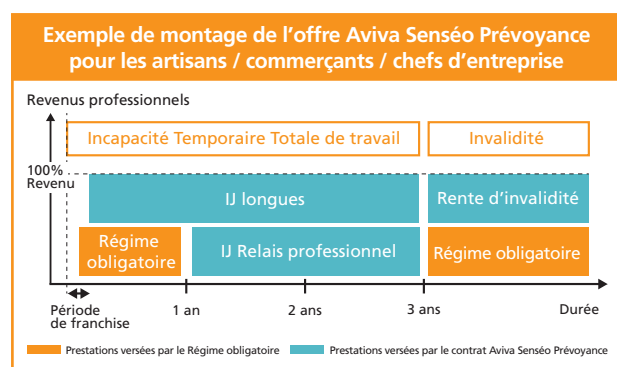 Exemple de montage de l'offre Aviva Senséo Prévoyance
pour les artisans / commerçants / chefs d'entreprise
Revenus professionnels
Incapacité Temporaire Totale de travail
Invalidité
100%
Revenu
IJ longues
Rente d'invalidité
Régime
obligatoire
IJ Relais professionnel
Régime obligatoire
Période
de franchise
1 an
2 ans
3 ans
Durée
Prestations versées par le Régime obligatoire
Prestations versées par le contrat Aviva Senséo Prévoyance